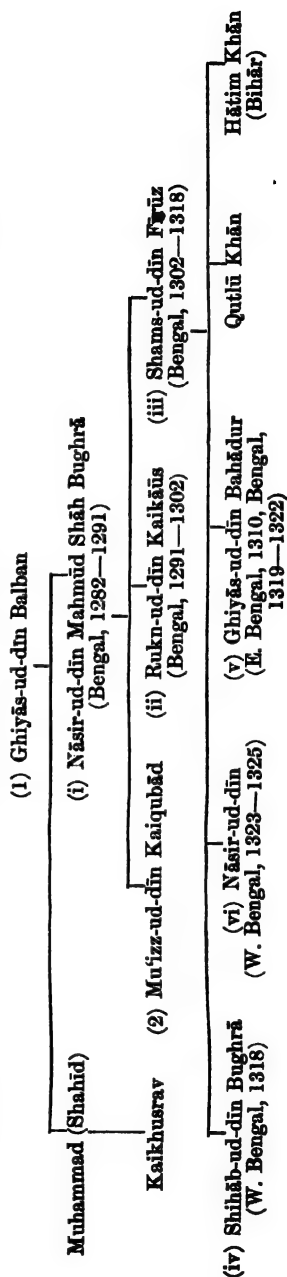 (1) Ghiyās-ud-dīn Balban
Muhammad (Shahīd)
(i) Nāsir-ud-dīn Mahmūd Shāh Bughrā
(Bengal, 1282—1291)
Kaikhusrav
(2) Mu‘izz-ud-dīn Kaiqubād
(ii) Rukn-ud-dīn Kaikāūs
(Bengal, 1291—1302)
(iii) Shams-ud-dīn Fīrūz
(Bengal, 1302—1318)
(iv) Shihāb-ud-dīn Bughrā
(W. Bengal, 1318)
(vi) Nāsir-ud-dīn
(W. Bengal, 1323—1325)
(v) Ghiyās-ud-dīn Bahādur
(E. Bengal, 1310, Bengal,
1319—1322)
Qutlū Khān
Hātim Khān
(Bihār)